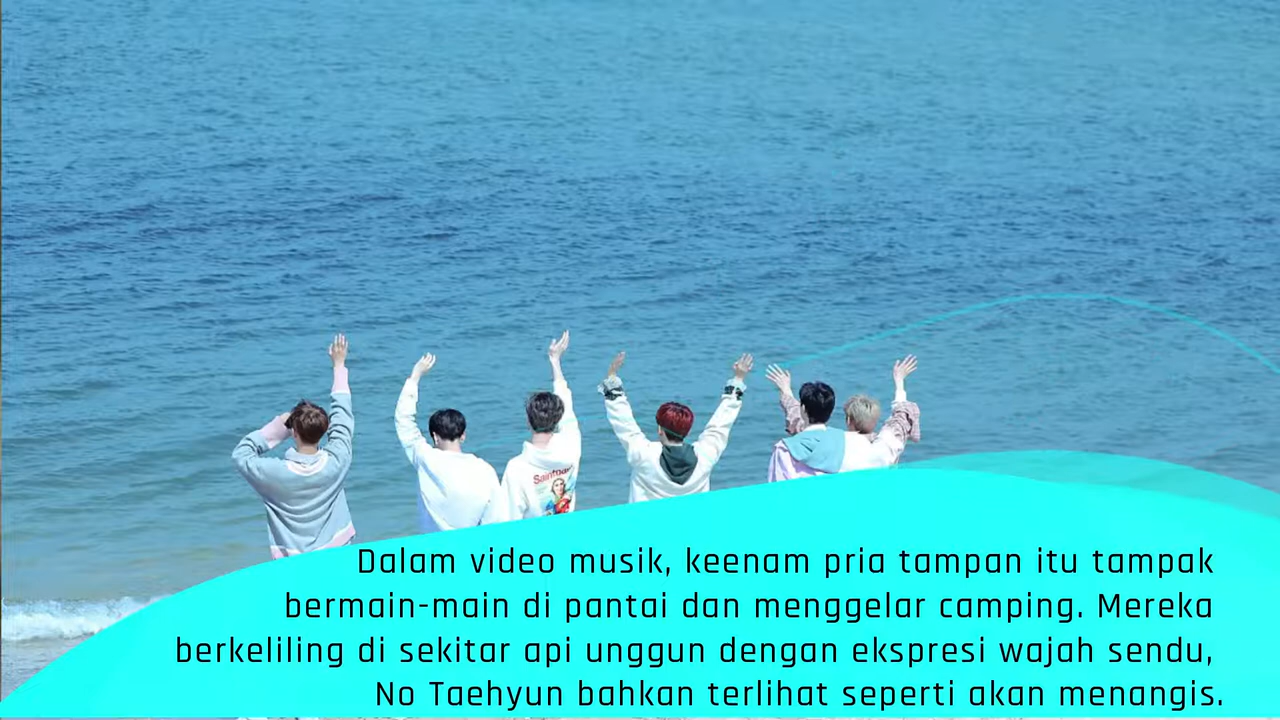 Saintpain
Dalam video musik, keenam pria tampan itu tampak
bermain-main di pantai dan menggelar camping. Mereka
berkeliling di sekitar api unggun dengan ekspresi wajah sendu,
No Taehyun bahkan terlihat seperti akan menangis.